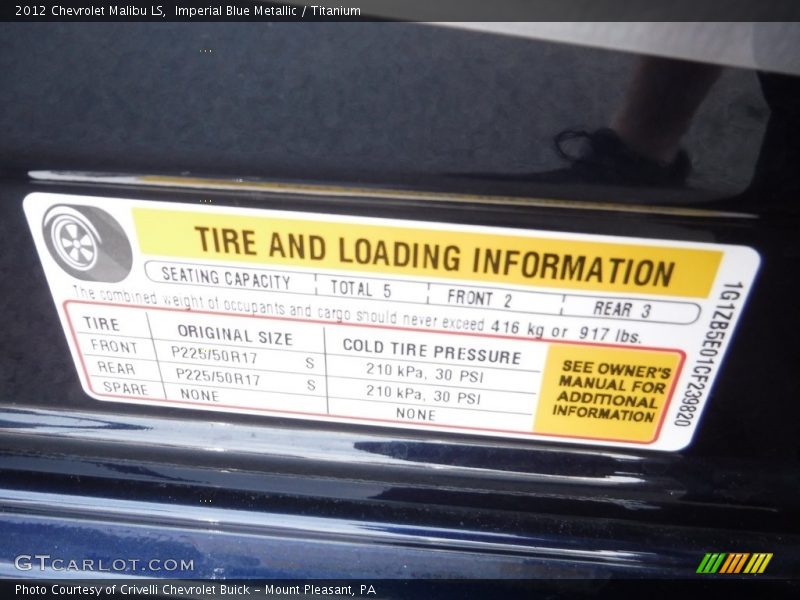 2012 Chevrolet Malibu LS,  Imperial Blue Metallic / Titanium
TIRE AND LOADING INFORMATION
SEATING CAPACITY TOTAL 5 FRONT 2 REAR 3
The combined weight of occupants and cargo should never exceed 416 kg or 917 lbs.
TIRE ORIGINAL SIZE COLD TIRE PRESSURE
FRONT P225/50R17 S 210 kPa, 30 PSI
REAR P225/50R17 S 210 kPa, 30 PSI
SPARE NONE NONE
SEE OWNER'S
MANUAL FOR
ADDITIONAL
INFORMATION
1G1ZB5E01CF239820
GTCARLOT.COM
Photo Courtesy of Crivelli Chevrolet Buick - Mount Pleasant, PA